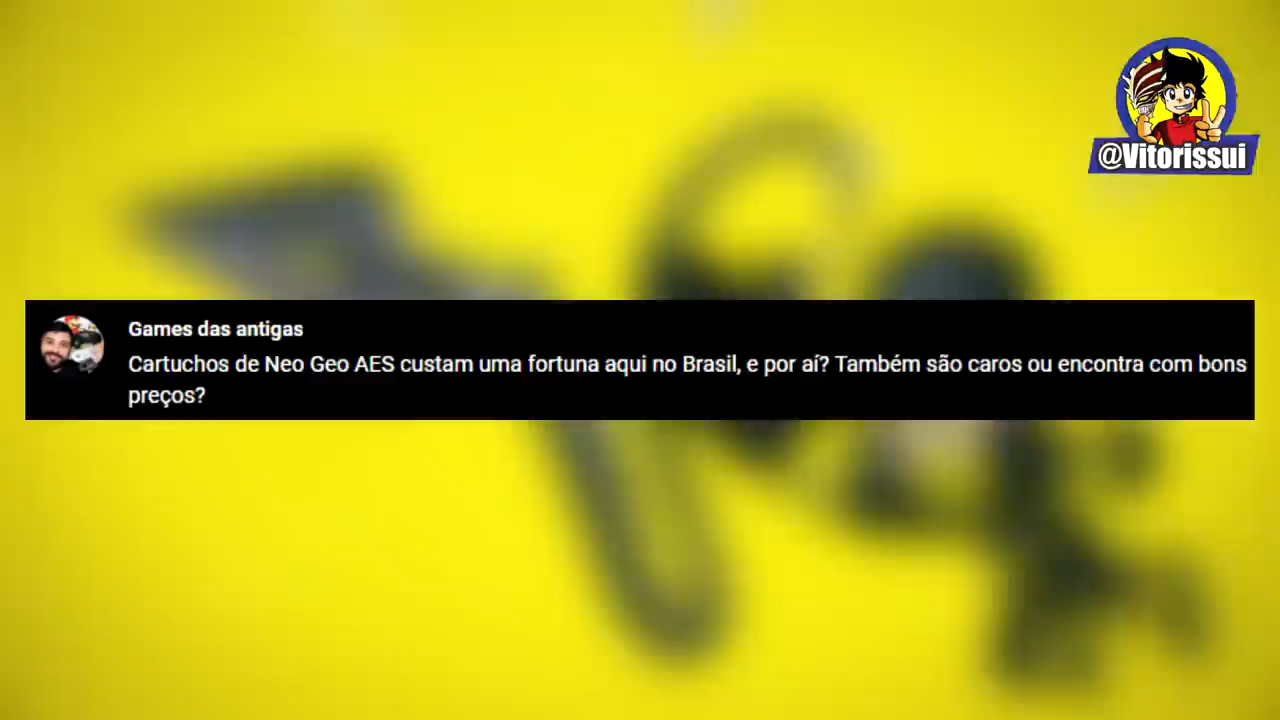 @Vitorissui
Games das antigas
Cartuchos de Neo Geo AES custam uma fortuna aqui no Brasil, e por aí? Também são caros ou encontra com bons
preços?